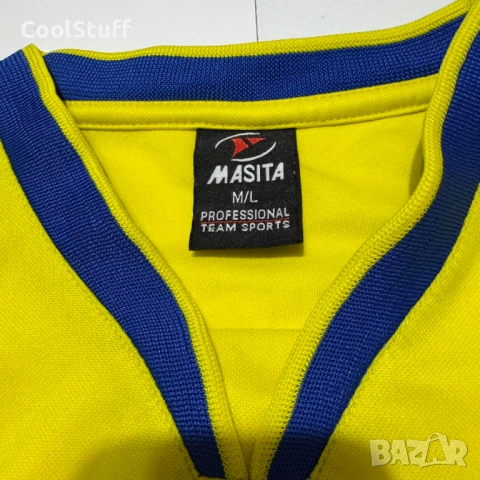 CoolStuff
MASITA
M/L
PROFESSIONAL
TEAM SPORTS
BAZAR